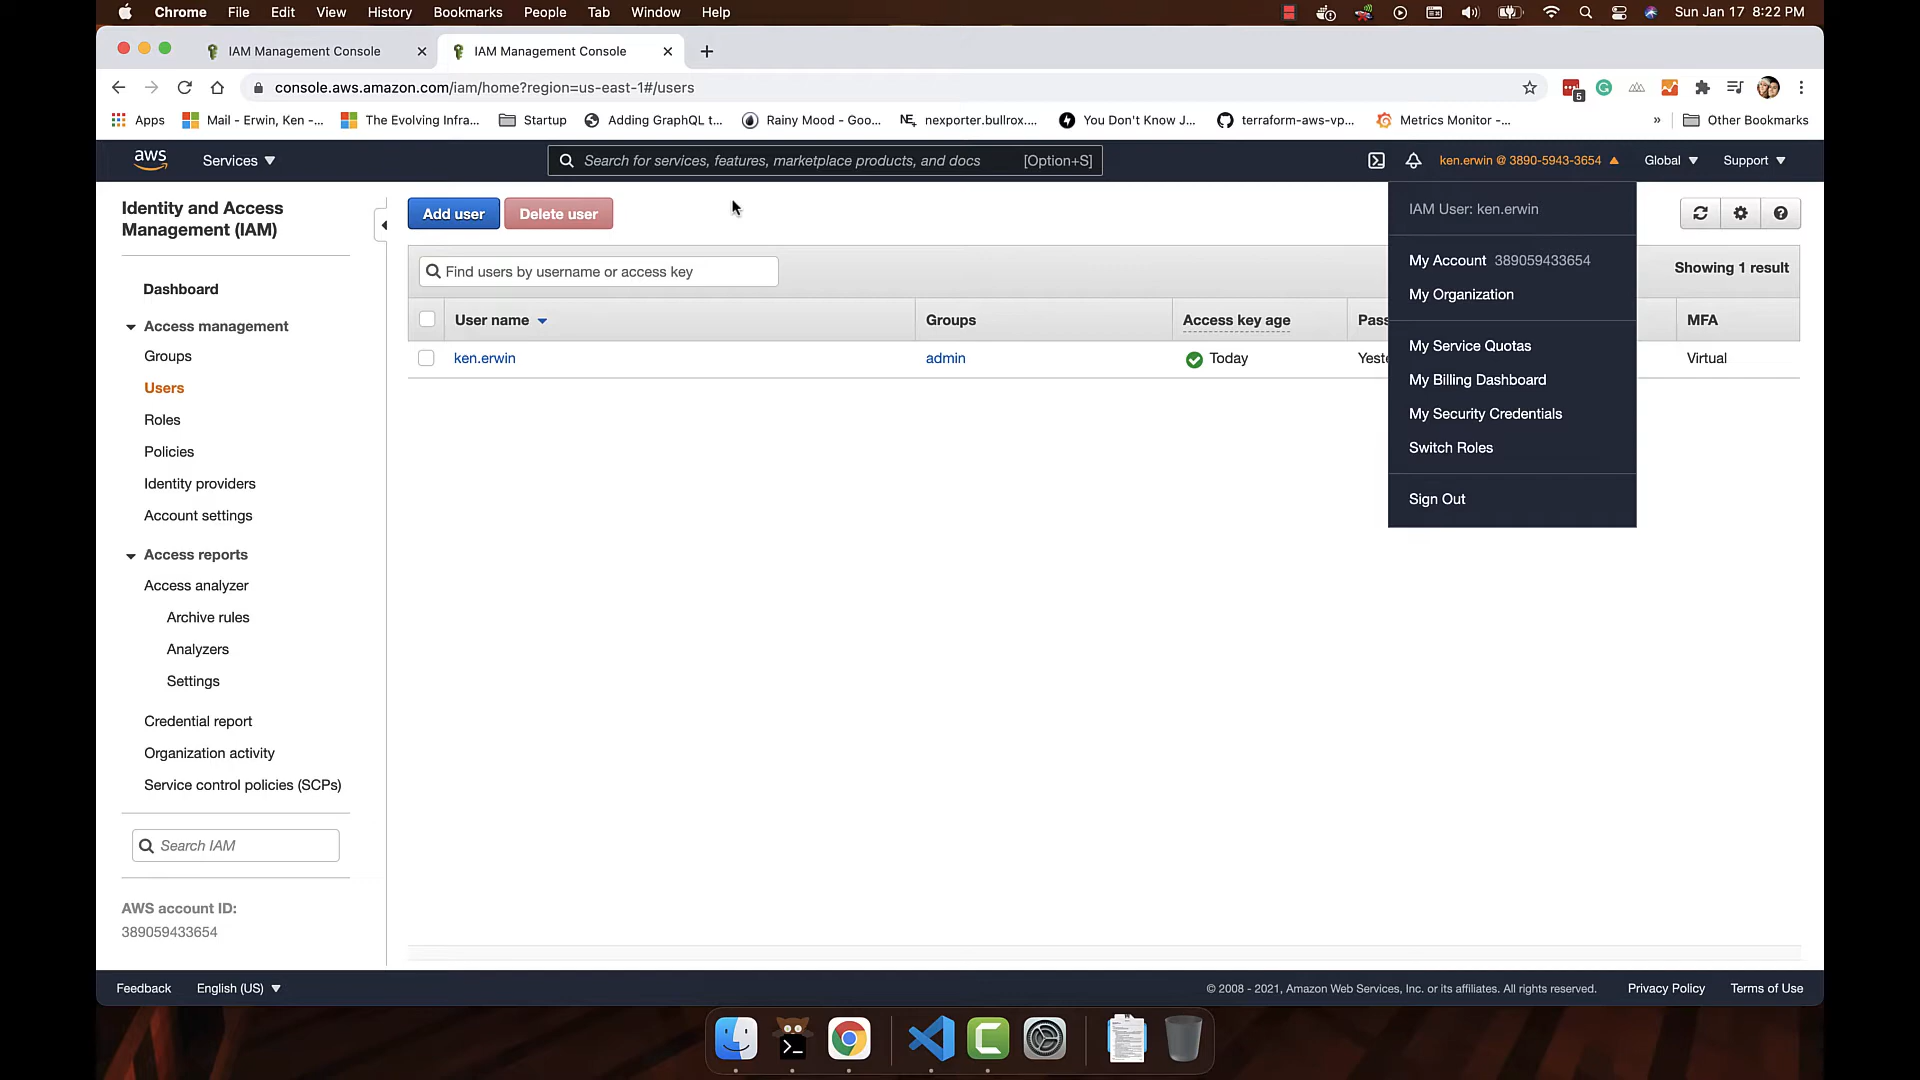 Chrome File Edit View History Bookmarks People Tab Window Help Sun Jan 17 8:22 PM
IAM Management Console IAM Management Console
console.aws.amazon.com/iam/home?region=us-east-1#/users
5
Apps Mail - Erwin, Ken -... The Evolving Infra... Startup Adding GraphQL t... Rainy Mood - Goo... NE nexporter.bullrox.... You Don't Know J... terraform-aws-vp... Metrics Monitor -... » Other Bookmarks
aws Services Search for services, features, marketplace products, and docs [Option+S] ken.erwin @ 3890-5943-3654 Global Support
Identity and Access
Management (IAM)
Dashboard
Access management
Groups
Users
Roles
Policies
Identity providers
Account settings
Access reports
Access analyzer
Archive rules
Analyzers
Settings
Credential report
Organization activity
Service control policies (SCPs)
Search IAM
AWS account ID:
389059433654
Add user Delete user
Find users by username or access key Showing 1 result
User name Groups Access key age Pass MFA
ken.erwin admin Today Yeste Virtual
IAM User: ken.erwin
My Account 389059433654
My Organization
My Service Quotas
My Billing Dashboard
My Security Credentials
Switch Roles
Sign Out
Feedback English (US) © 2008 - 2021, Amazon Web Services, Inc. or its affiliates. All rights reserved. Privacy Policy Terms of Use